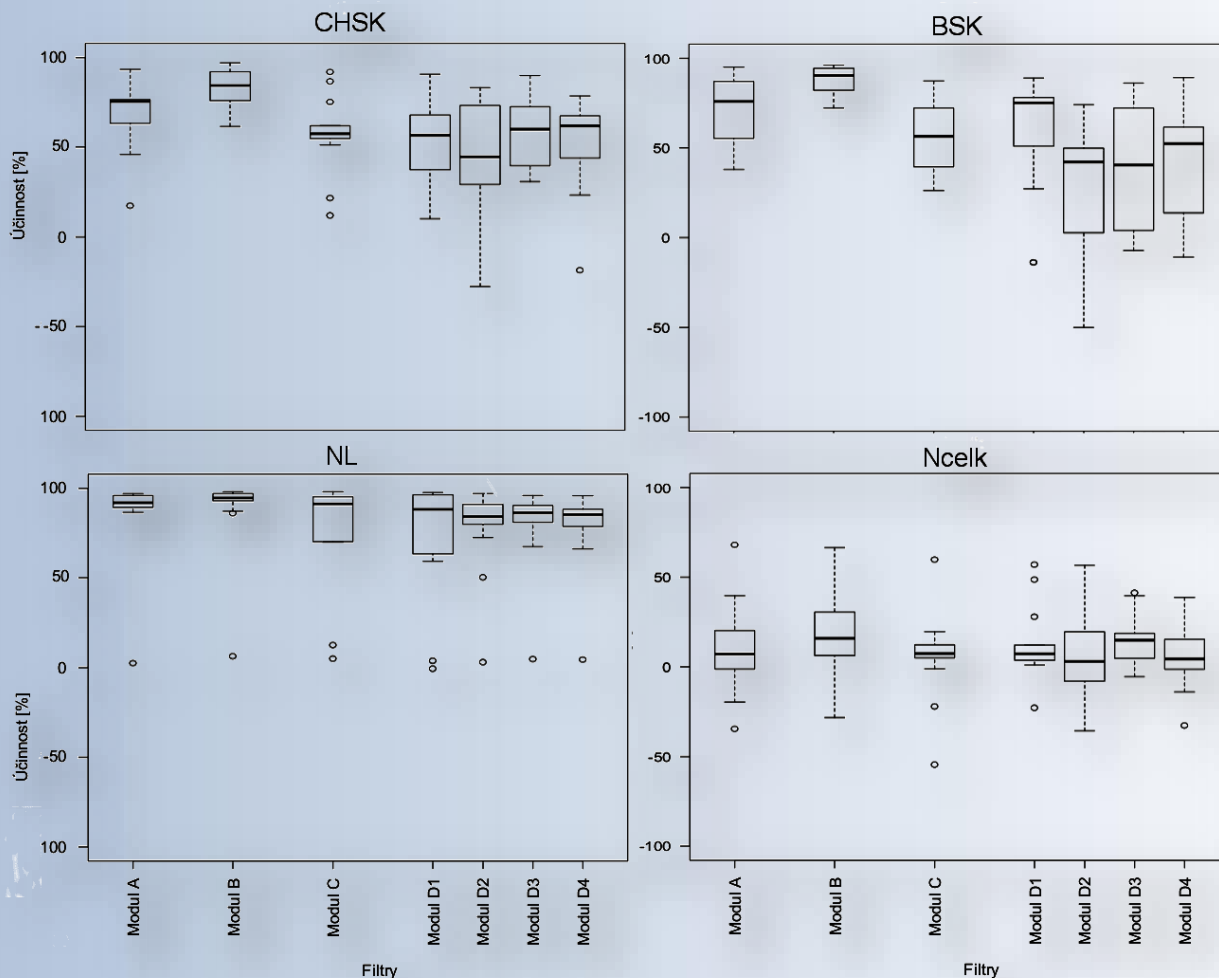 CHSK
BSK
Účinnost [%]
100
50
0
--50
100
100
50
0
-50
-100
NL
Ncelk
Účinnost [%]
100
50
0
-50
100
100
50
0
-50
-100
Modul A
Modul B
Modul C
Modul D1
Modul D2
Modul D3
Modul D4
Modul A
Modul B
Modul C
Modul D1
Modul D2
Modul D3
Modul D4
Filtry
Filtry